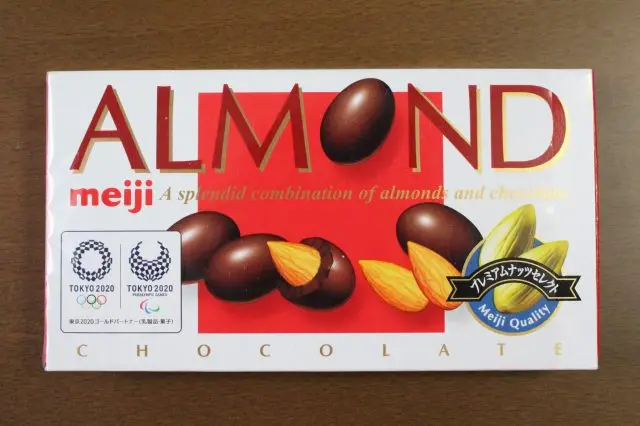 ALMOND
meiji A splendid combination of almonds and chocolate
TOKYO 2020
TOKYO 2020
PARALYMPIC GAMES
東京2020ゴールドパートナー(乳製品・菓子)
プレミアムナッツセレクト
Meiji Quality
CHOCOLATE